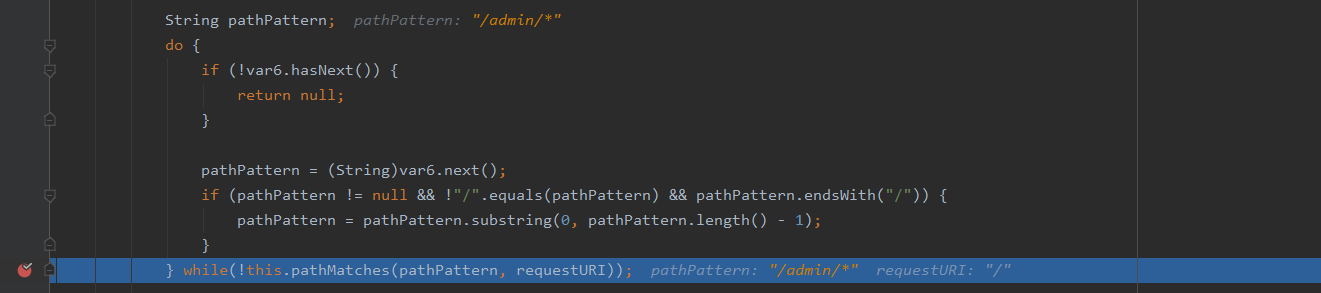 String pathPattern; pathPattern: "/admin/*"
do {
if (!var6.hasNext()) {
return null;
}
pathPattern = (String)var6.next();
if (pathPattern != null && !"/".equals(pathPattern) && pathPattern.endsWith("/")) {
pathPattern = pathPattern.substring(0, pathPattern.length() - 1);
}
} while(!this.pathMatches(pathPattern, requestURI)); pathPattern: "/admin/*" requestURI: "/"